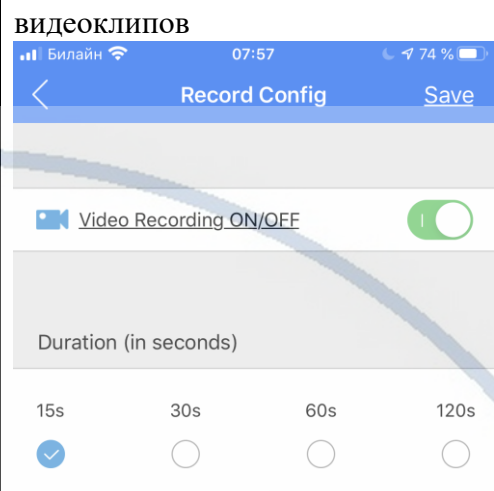 видеоклипов
Билайн 07:57 74 %
Record Config Save
Video Recording ON/OFF
Duration (in seconds)
15s 30s 60s 120s